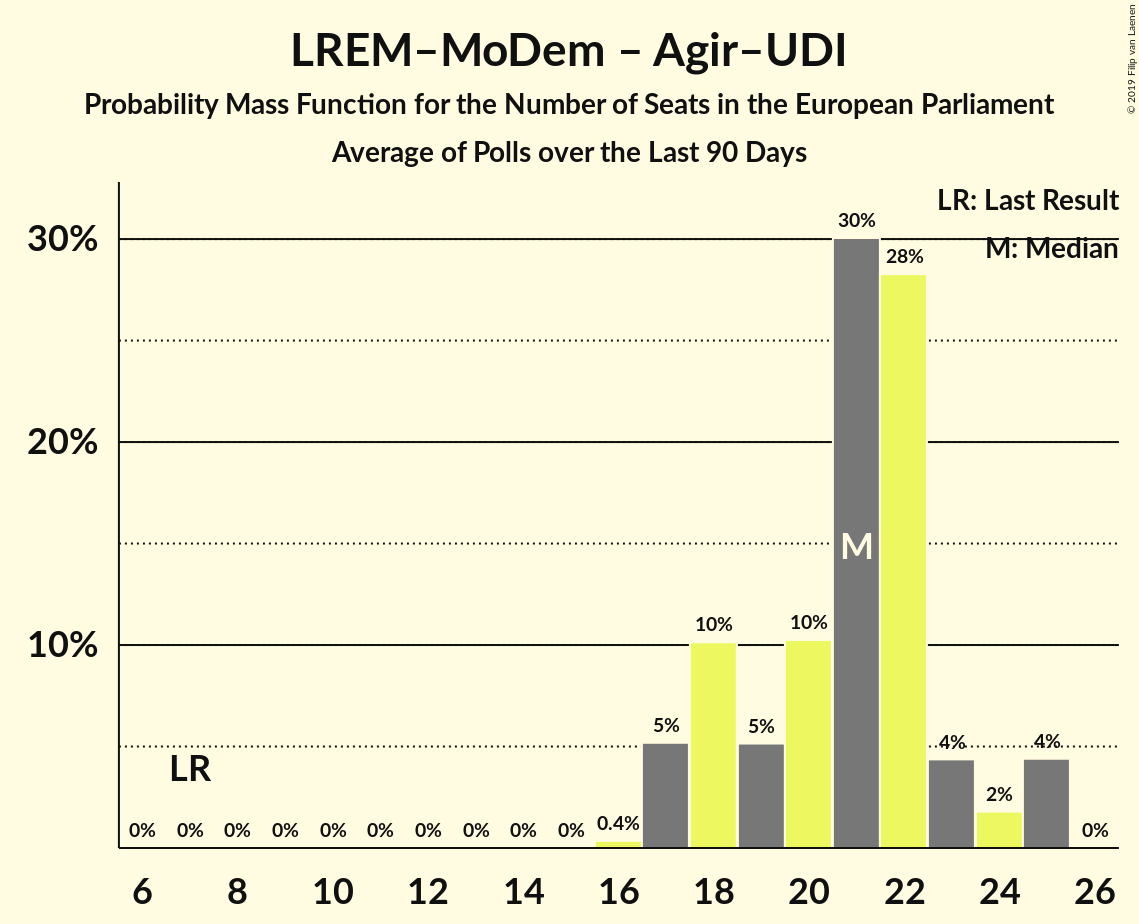 LREM–MoDem – Agir–UDI
Probability Mass Function for the Number of Seats in the European Parliament
Average of Polls over the Last 90 Days
© 2019 Filip van Laenen
LR: Last Result
M: Median
30%
20%
10%
0% 0% 0% 0% 0% 0% 0% 0% 0% 0% 0.4% 5% 10% 5% 10% 30% 28% 4% 2% 4% 0%
LR
M
6 8 10 12 14 16 18 20 22 24 26